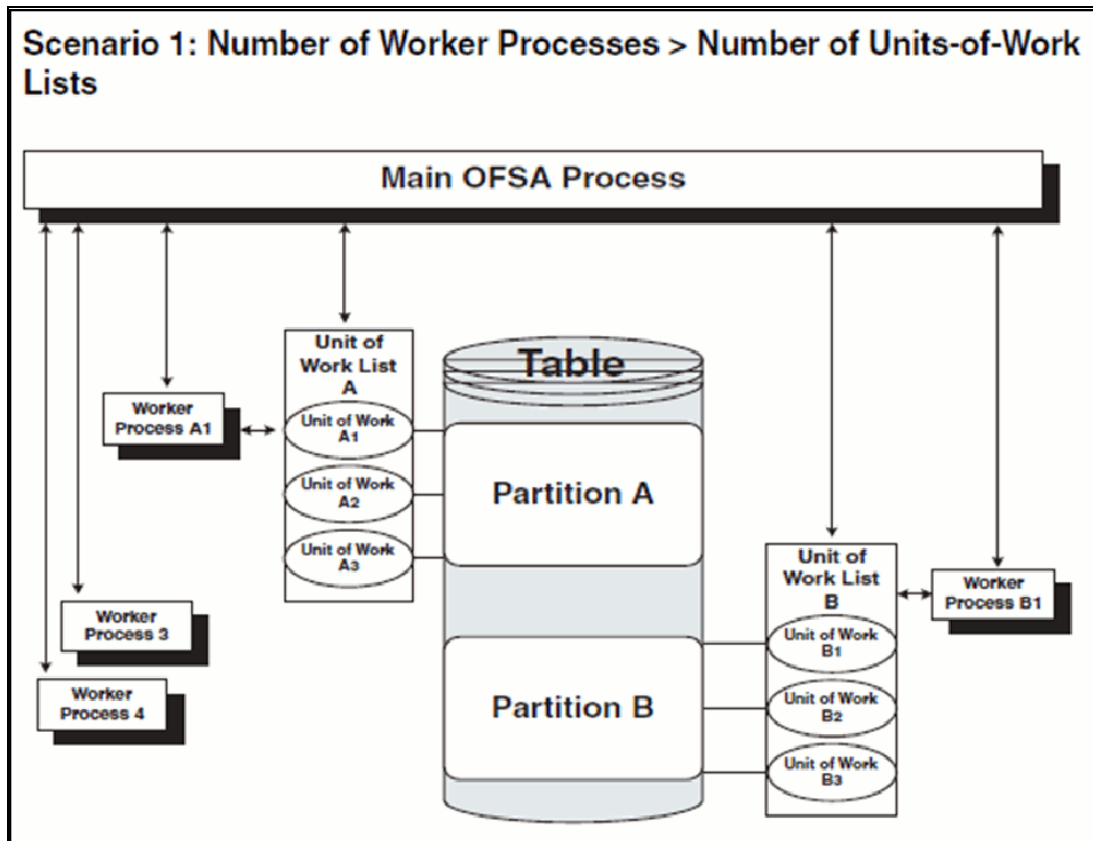 Scenario 1: Number of Worker Processes > Number of Units-of-Work
Lists
Main OFSA Process
Unit of
Work List
A
Table
Worker
Process A1
Unit of Work
A1
Unit of Work
A2
Unit of Work
A3
Partition A
Unit of
Work List
B
Worker
Process B1
Worker
Process 3
Worker
Process 4
Partition B
Unit of Work
B1
Unit of Work
B2
Unit of Work
B3